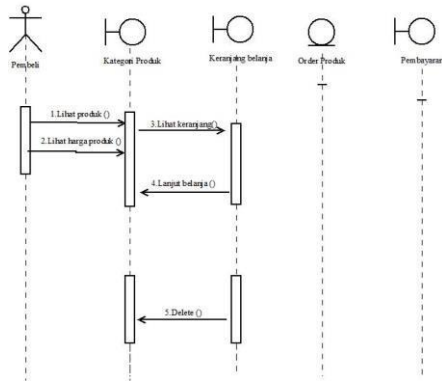 Pembeli
Kategori Produk
Keranjang belanja
Order Produk
Pembayaran
1.Lihat produk ()
3.Lihat keranjang()
2.Lihat harga produk ()
4.Lanjut belanja ()
5.Delete ()